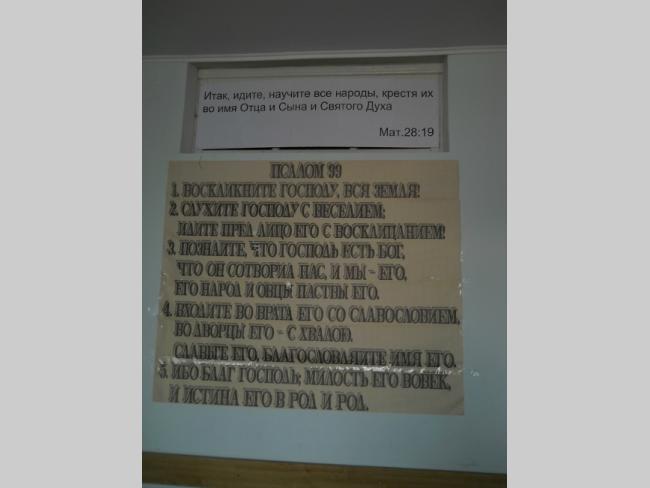 Итак, идите, научите все народы, крестя их
во имя Отца и Сына и Святого Духа
Мат.28:19
ПСАЛОМ 99
1. ВОСКЛИКНИТЕ ГОСПОДУ, ВСЯ ЗЕМЛЯ!
2. СЛУЖИТЕ ГОСПОДУ С ВЕСЕЛИЕМ;
ИДИТЕ ПРЕД ЛИЦО ЕГО С ВОСКЛИЦАНИЕМ!
3. ПОЗНАЙТЕ, ЧТО ГОСПОДЬ ЕСТЬ БОГ,
ЧТО ОН СОТВОРИЛ НАС, И МЫ - ЕГО,
ЕГО НАРОД И ОВЦЫ ПАСТВЫ ЕГО.
4. ВХОДИТЕ ВО ВРАТА ЕГО СО СЛАВОСЛОВИЕМ,
ВО ДВОРЦЫ ЕГО - С ХВАЛОЮ.
СЛАВЬТЕ ЕГО, БЛАГОСЛОВЛЯЙТЕ ИМЯ ЕГО.
5. ИБО БЛАГ ГОСПОДЬ; МИЛОСТЬ ЕГО ВОВЕК,
И ИСТИНА ЕГО В РОД И РОД.